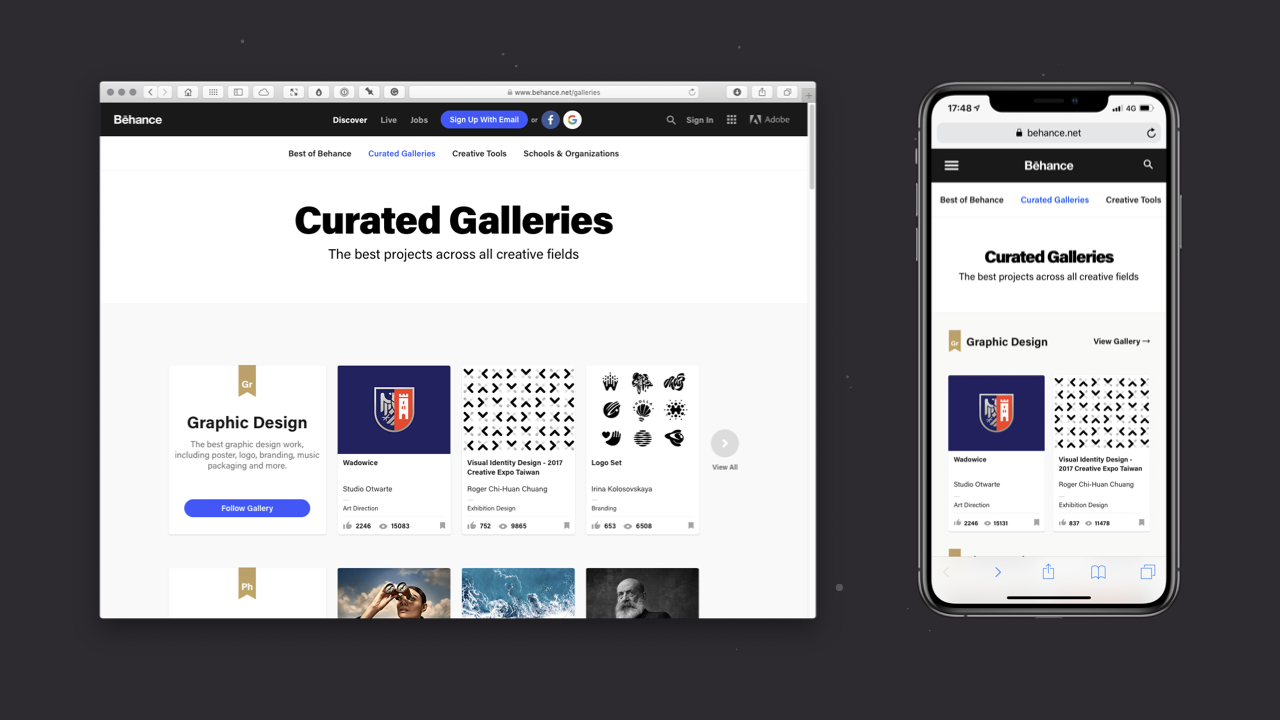 www.behance.net/galleries
Bēhance
Discover Live Jobs Sign Up With Email or f G Sign In Adobe
Best of Behance Curated Galleries Creative Tools Schools & Organizations
Curated Galleries
The best projects across all creative fields
Gr
Graphic Design
The best graphic design work,
including poster, logo, branding, music
packaging and more.
Follow Gallery
Wadowice
Studio Otwarte
Art Direction
2246 15083
Visual Identity Design - 2017
Creative Expo Taiwan
Roger Chi-Huan Chuang
Exhibition Design
752 9865
Logo Set
Irina Kolosovskaya
Branding
653 6508
View All
Ph
17:48 4G
behance.net
Bēhance
Best of Behance Curated Galleries Creative Tools
Curated Galleries
The best projects across all creative fields
Gr Graphic Design View Gallery →
Wadowice
Studio Otwarte
Art Direction
2246 15131
Visual Identity Design -
2017 Creative Expo Taiwan
Roger Chi-Huan Chuang
Exhibition Design
837 11478